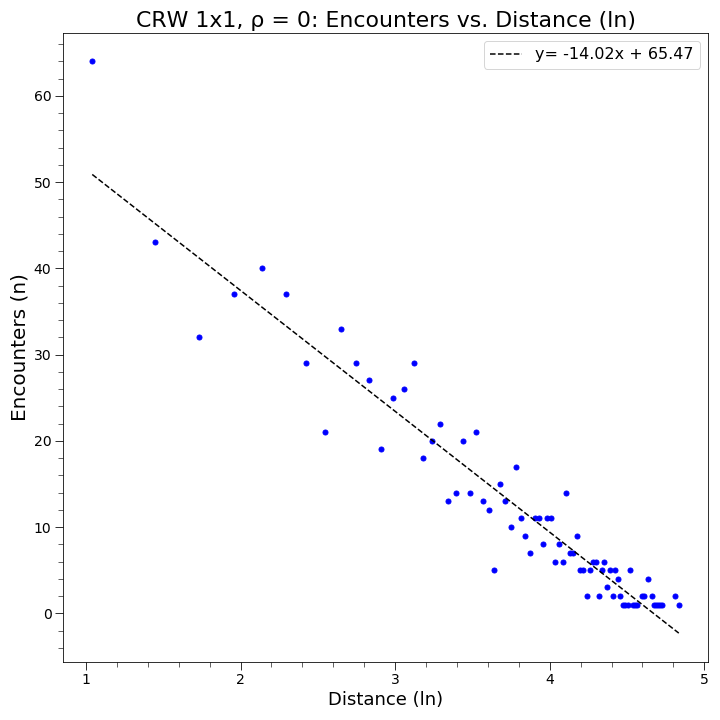 CRW 1x1, ρ = 0: Encounters vs. Distance (ln)
y= -14.02x + 65.47
Encounters (n)
60
50
40
30
20
10
0
1 2 3 4 5
Distance (ln)